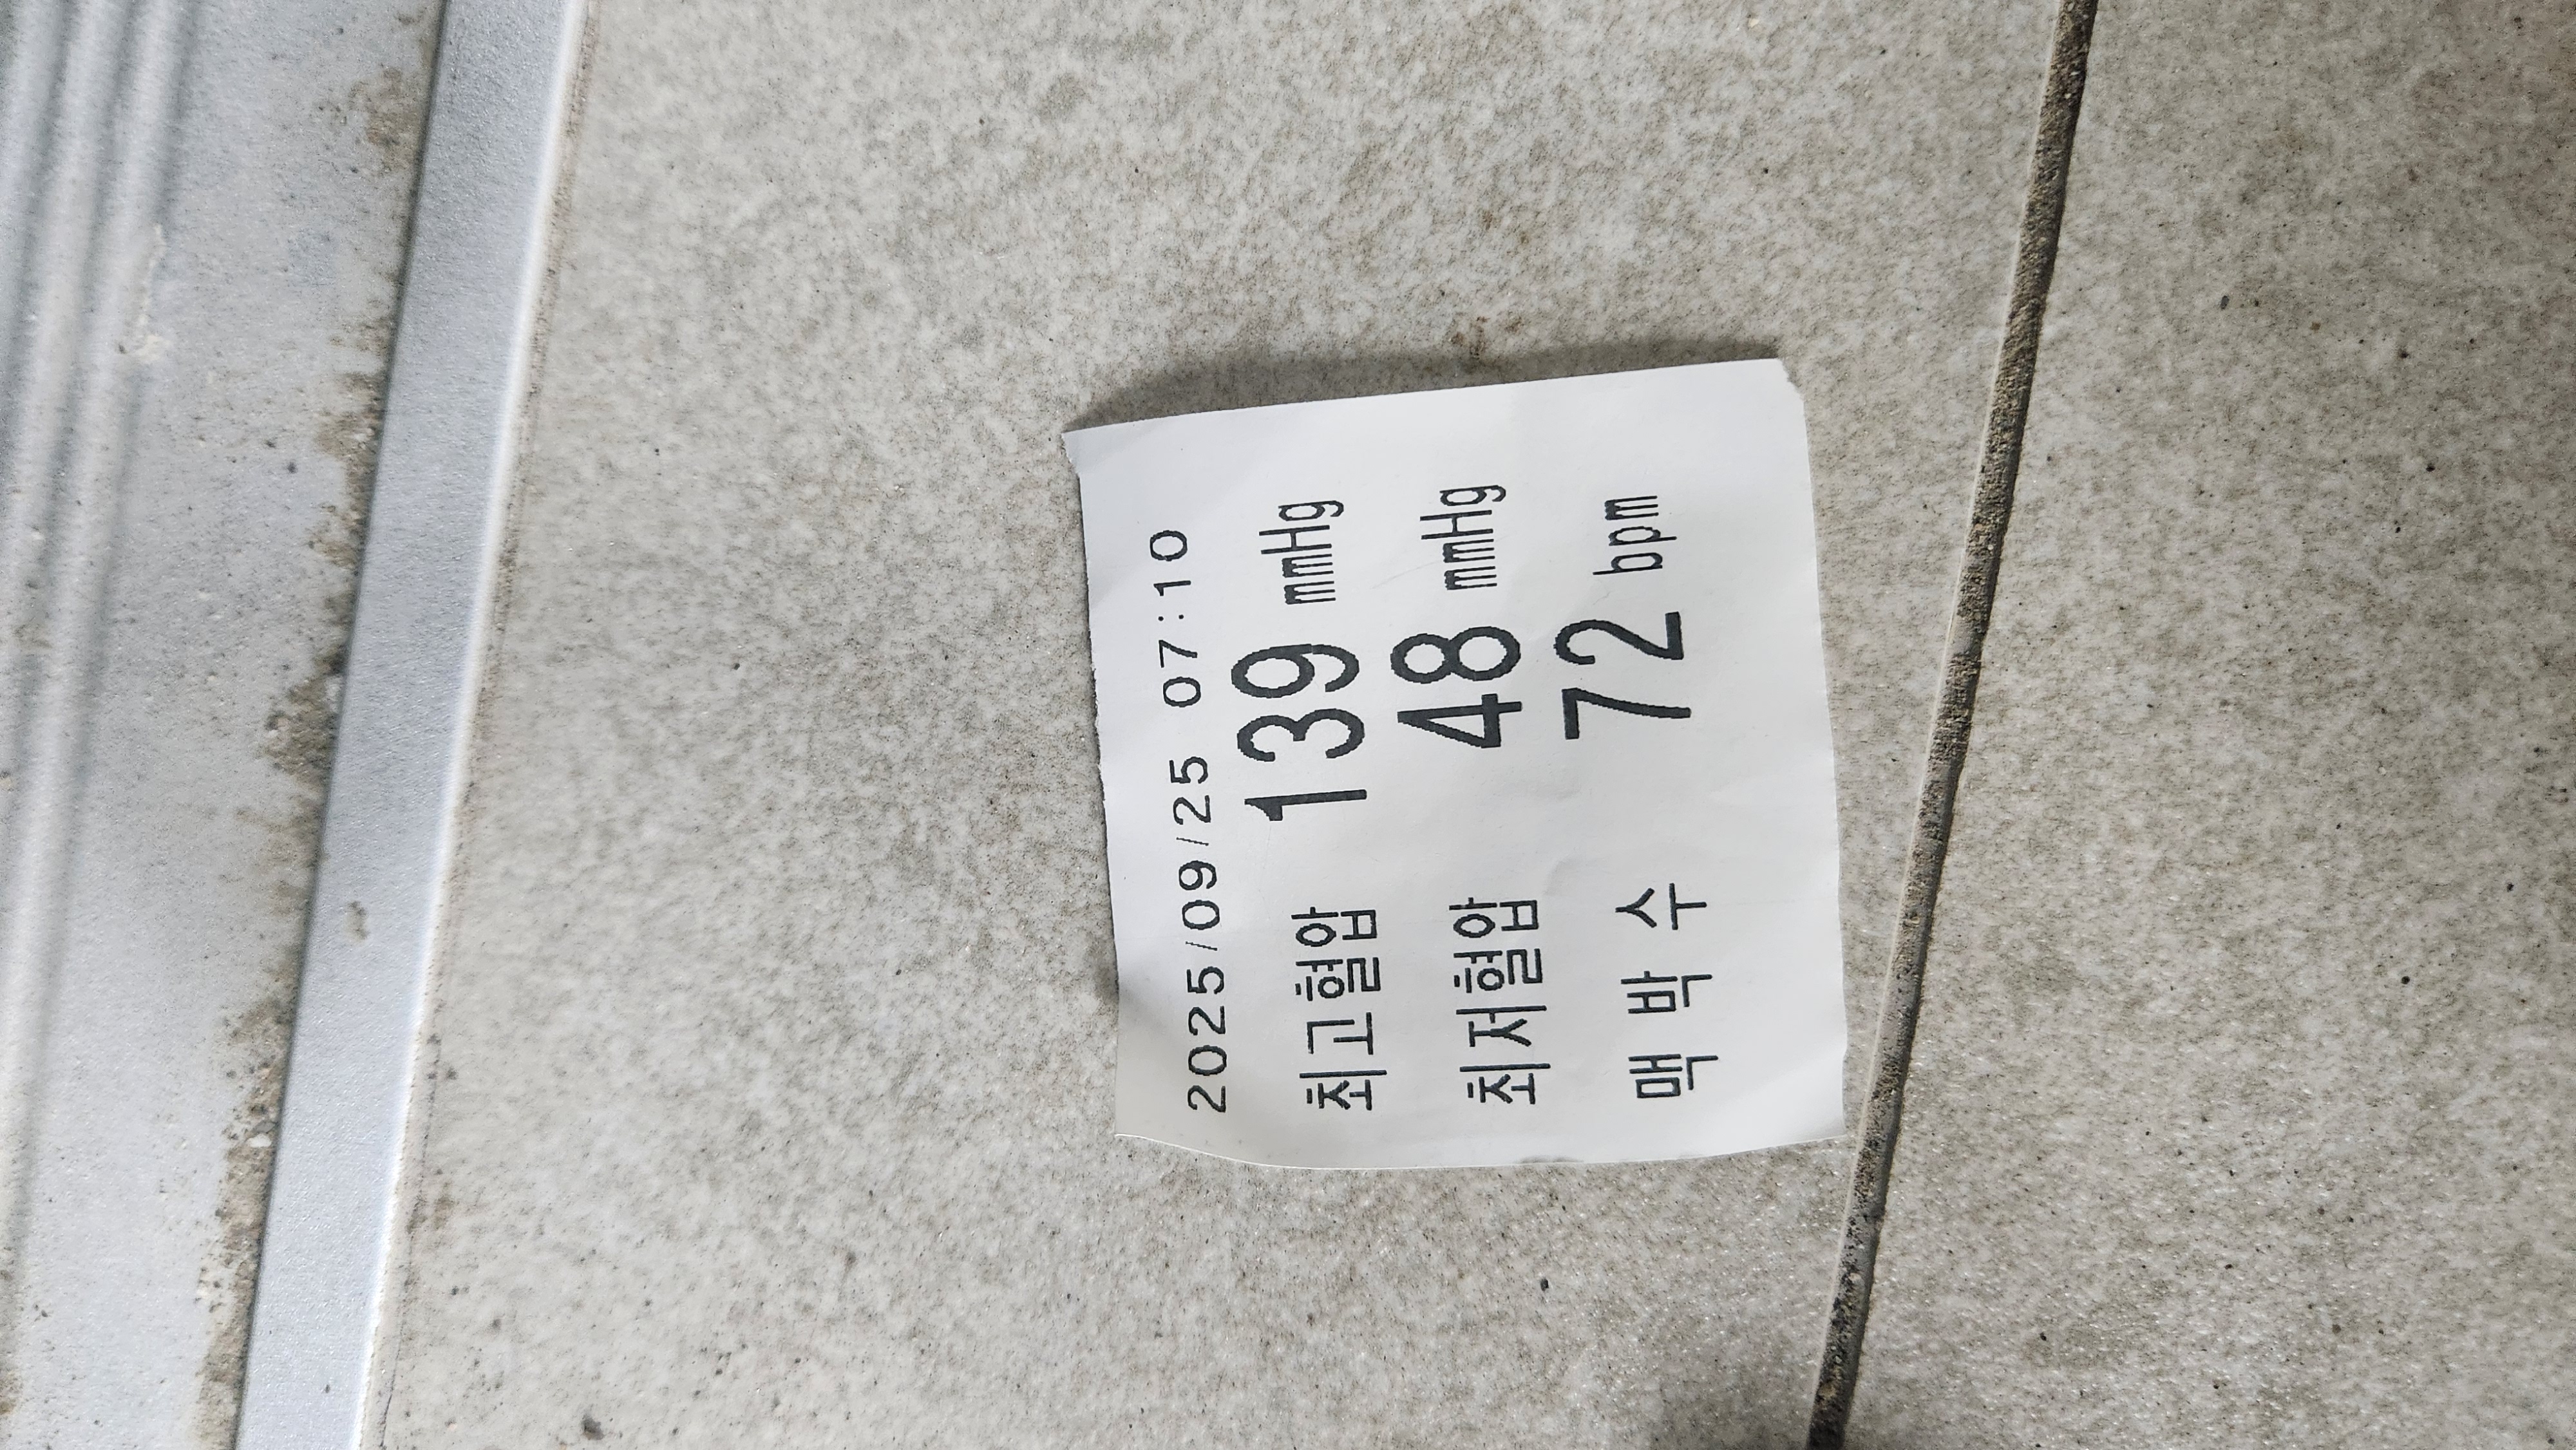 2025/09/25 07:10
최고혈압 139 mmHg
최저혈압 48 mmHg
맥 박 수 72 bpm